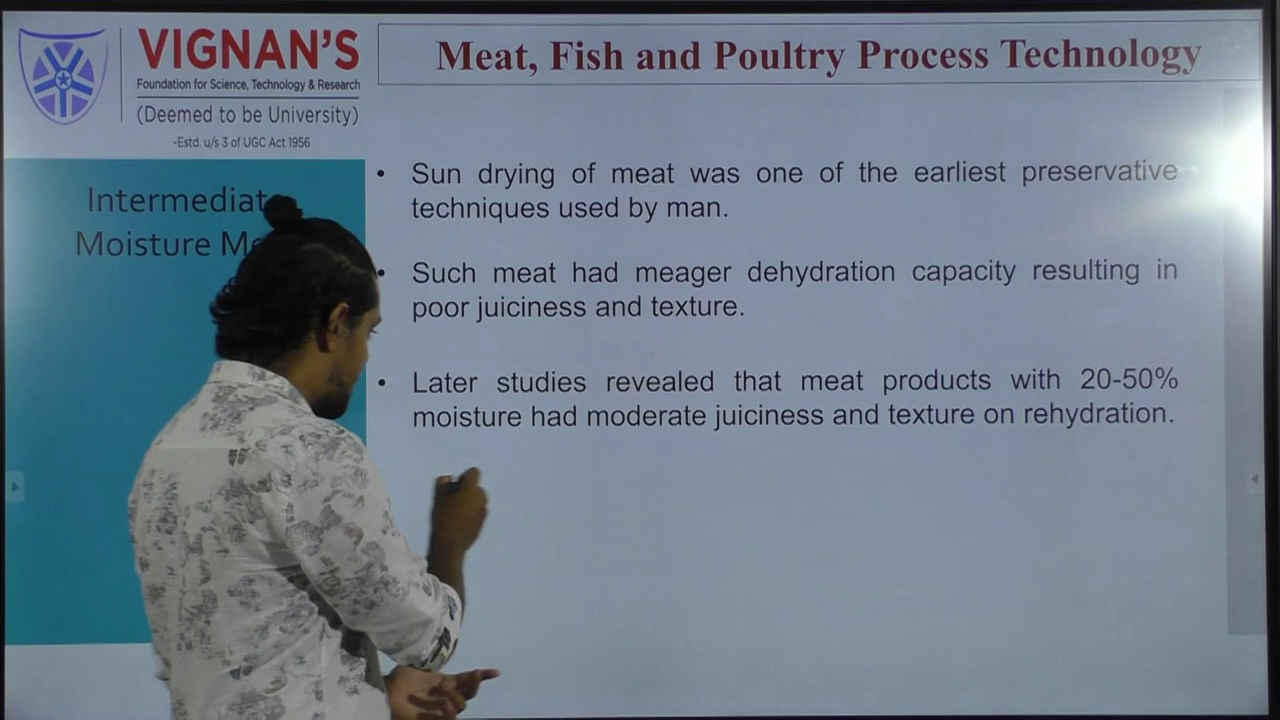 VIGNAN'S
Foundation for Science, Technology & Research
(Deemed to be University)
-Estd. u/s 3 of UGC Act 1956
Meat, Fish and Poultry Process Technology
Moisture
• Sun drying of meat was one of the earliest preservative
techniques used by man.
• Such meat had meager dehydration capacity resulting in
poor juiciness and texture.
• Later studies revealed that meat products with 20-50%
moisture had moderate juiciness and texture on rehydration.